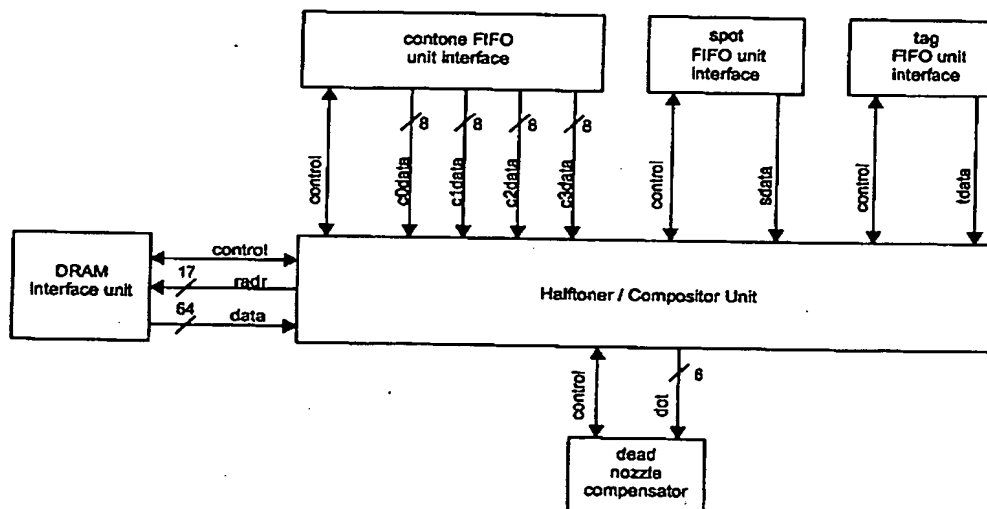 contone FIFO
unit interface
spot
FIFO unit
interface
tag
FIFO unit
interface
8
8
8
8
control
c0data
c1data
c2data
c3data
control
sdata
control
tdata
DRAM
Interface unit
control
17
radr
64
data
Halftoner / Compositor Unit
control
6
dot
dead
nozzle
compensator